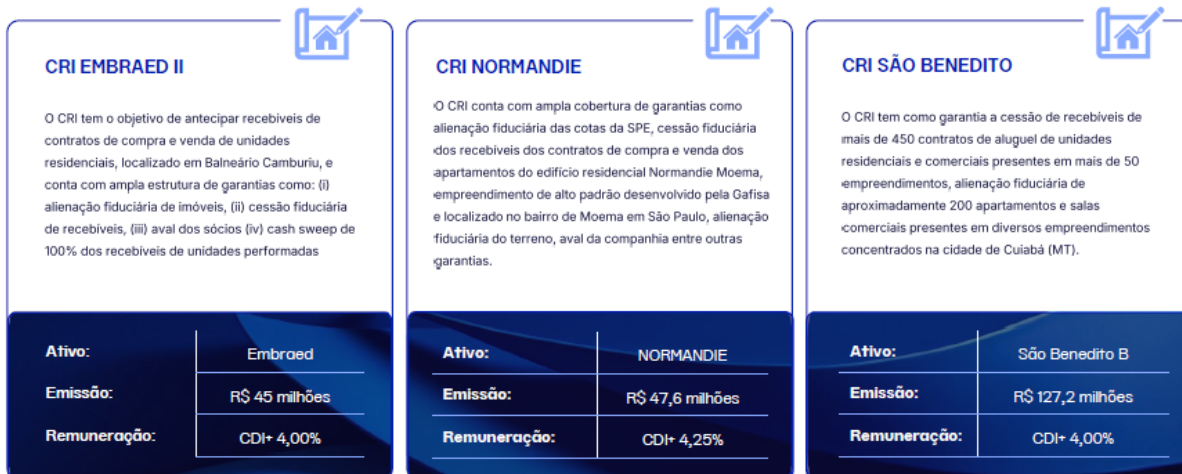 CRI EMBRAED II
O CRI tem o objetivo de antecipar recebíveis de
contratos de compra e venda de unidades
residenciais, localizado em Balneário Camburiu, e
conta com ampla estrutura de garantias como: (i)
alienação fiduciária de imóveis, (ii) cessão fiduciária
de recebíveis, (iii) aval dos sócios (iv) cash sweep de
100% dos recebíveis de unidades performadas
Ativo: Embraed
Emissão: R$ 45 milhões
Remuneração: CDI+ 4,00%
CRI NORMANDIE
O CRI conta com ampla cobertura de garantias como
alienação fiduciária das cotas da SPE, cessão fiduciária
dos recebíveis dos contratos de compra e venda dos
apartamentos do edifício residencial Normandie Moema,
empreendimento de alto padrão desenvolvido pela Gafisa
e localizado no bairro de Moema em São Paulo, alienação
fiduciária do terreno, aval da companhia entre outras
garantias.
Ativo: NORMANDIE
Emissão: R$ 47,6 milhões
Remuneração: CDI+ 4,25%
CRI SÃO BENEDITO
O CRI tem como garantia a cessão de recebíveis de
mais de 450 contratos de aluguel de unidades
residenciais e comerciais presentes em mais de 50
empreendimentos, alienação fiduciária de
aproximadamente 200 apartamentos e salas
comerciais presentes em diversos empreendimentos
concentrados na cidade de Cuiabá (MT).
Ativo: São Benedito B
Emissão: R$ 127,2 milhões
Remuneração: CDI+ 4,00%